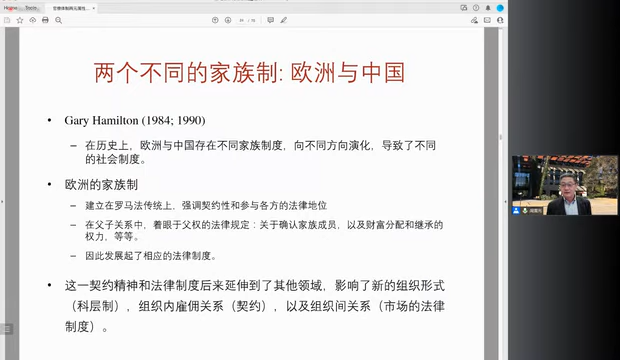 Home
两个不同的家族制: 欧洲与中国
• Gary Hamilton (1984; 1990)
– 在历史上，欧洲与中国存在不同家族制度，向不同方向演化，导致了不同
的社会制度。
• 欧洲的家族制
– 建立在罗马法传统上，强调契约性和参与各方的法律地位
– 在父子关系中，着眼于父权的法律规定：关于确认家族成员，以及财富分配和继承的
权力，等等。
– 因此发展起了相应的法律制度。
• 这一契约精神和法律制度后来延伸到了其他领域，影响了新的组织形式
（科层制），组织内雇佣关系（契约），以及组织间关系（市场的法律
制度）。